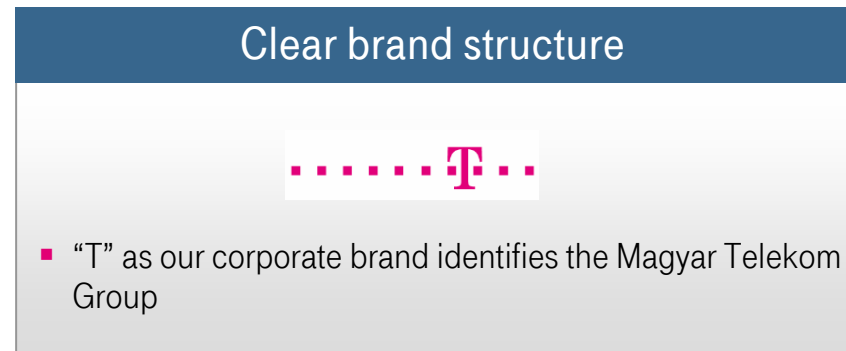 Clear brand structure
T
“T” as our corporate brand identifies the Magyar Telekom
Group